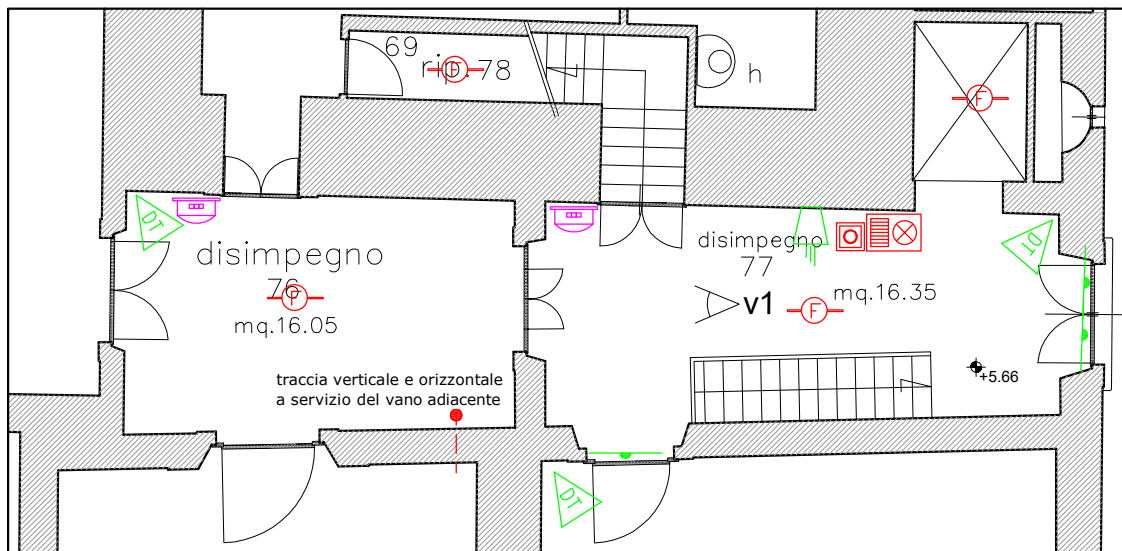 69
rip. 78
F
h
F
DT
disimpegno
76
F
mq.16.05
disimpegno
77
mq.16.35
v1
F
DT
+5.66
traccia verticale e orizzontale
a servizio del vano adiacente
DT